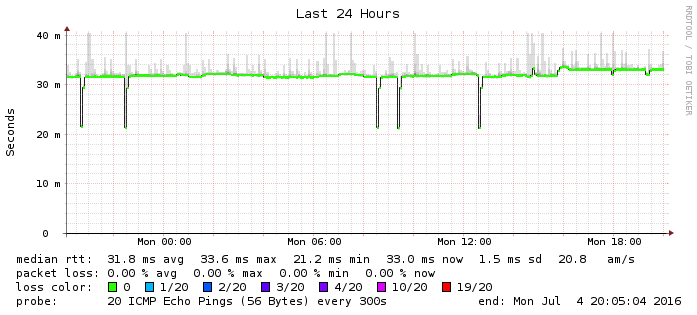 Last 24 Hours
RRDTOOL / TOBI OETIKER
Seconds
40 m
30 m
20 m
10 m
0
Mon 00:00 Mon 06:00 Mon 12:00 Mon 18:00
median rtt: 31.8 ms avg 33.6 ms max 21.2 ms min 33.0 ms now 1.5 ms sd 20.8 am/s
packet loss: 0.00 % avg 0.00 % max 0.00 % min 0.00 % now
loss color: 0 1/20 2/20 3/20 4/20 10/20 19/20
probe: 20 ICMP Echo Pings (56 Bytes) every 300s end: Mon Jul 4 20:05:04 2016